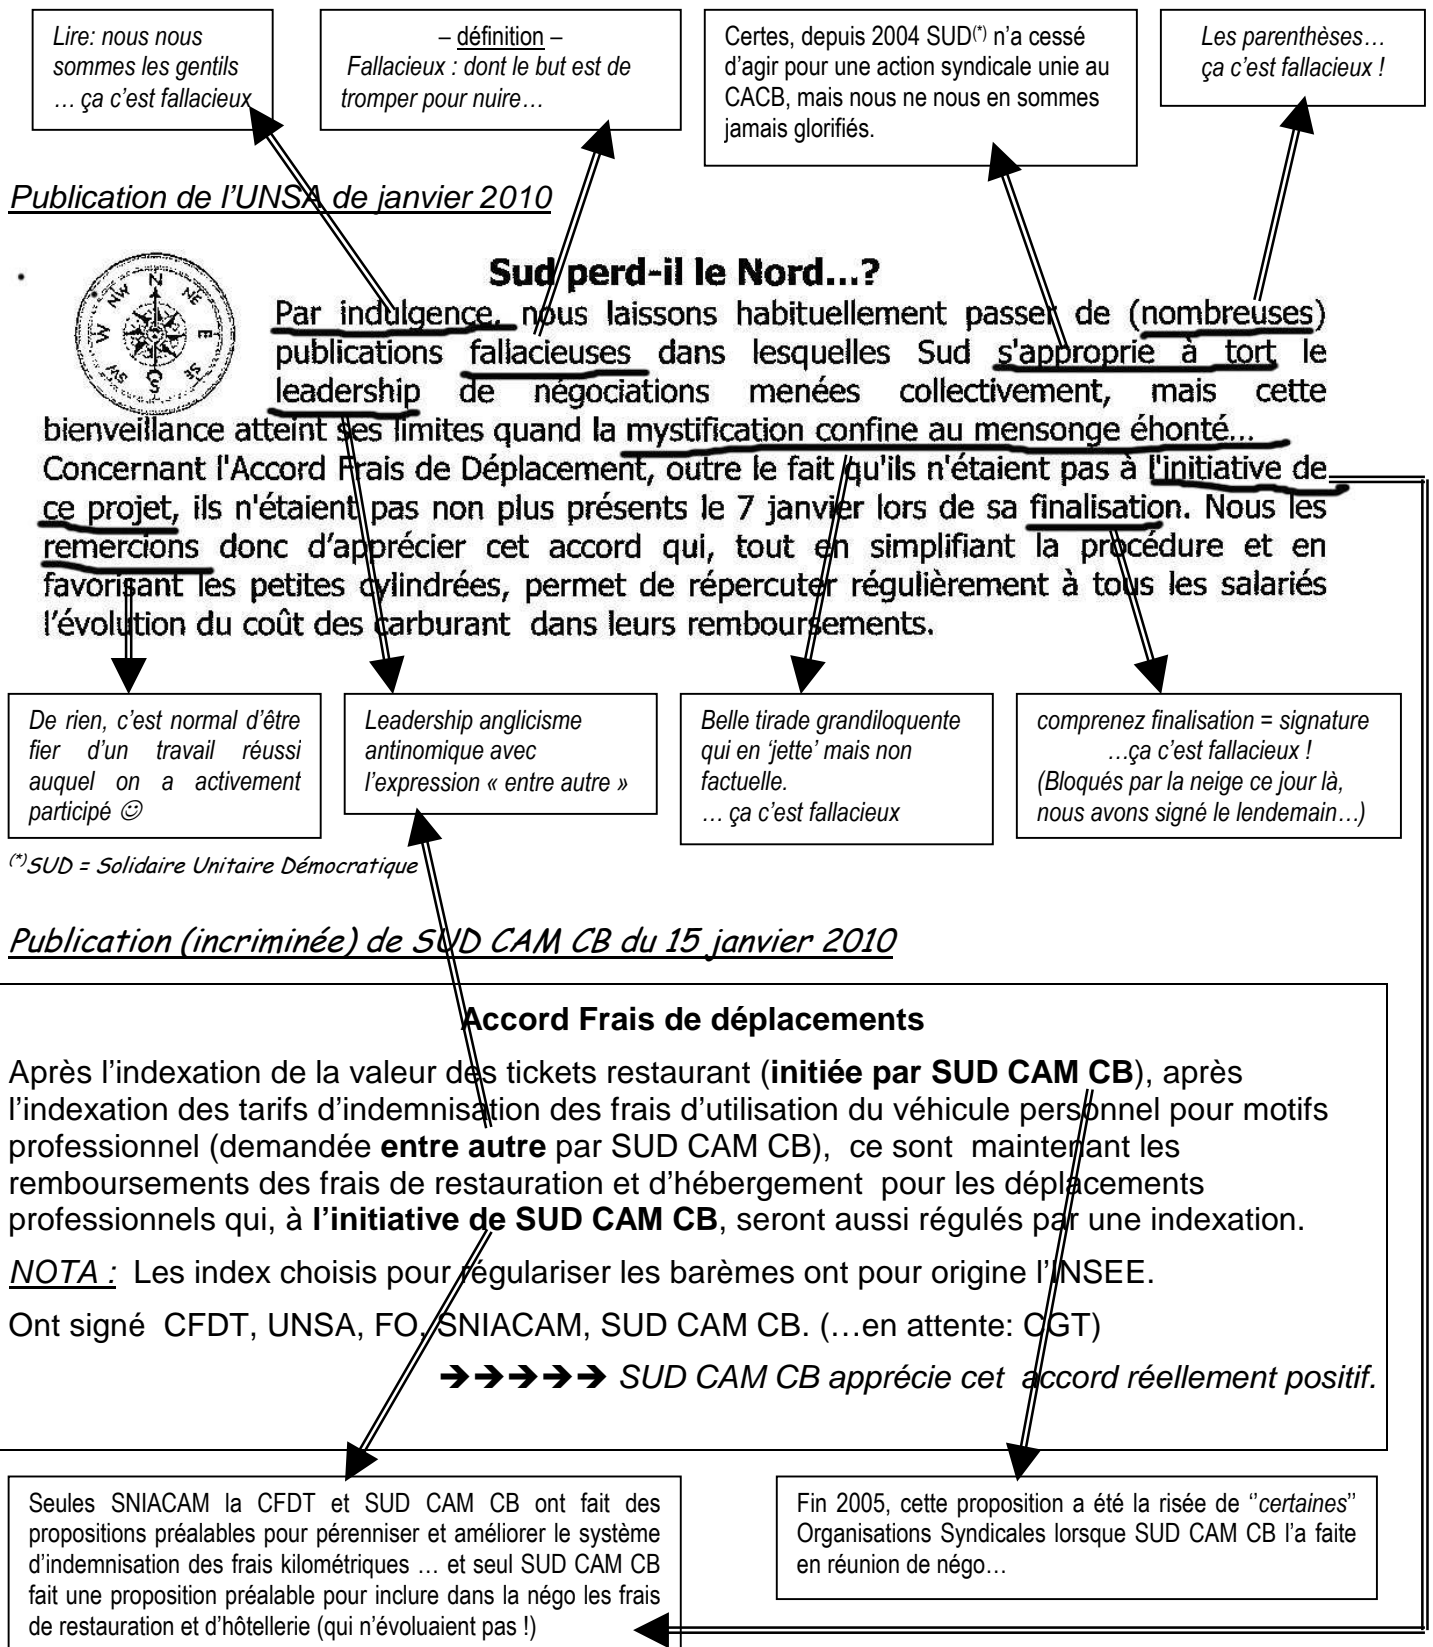 Lire: nous nous
sommes les gentils
… ça c’est fallacieux
– définition –
Fallacieux : dont le but est de
tromper pour nuire…
Certes, depuis 2004 SUD(*) n’a cessé
d’agir pour une action syndicale unie au
CACB, mais nous ne nous en sommes
jamais glorifiés.
Les parenthèses…
ça c’est fallacieux !
Publication de l’UNSA de janvier 2010
N
NE
E
SE
S
SW
W
NW
Sud perd-il le Nord...?
Par indulgence, nous laissons habituellement passer de (nombreuses)
publications fallacieuses dans lesquelles Sud s'approprie à tort le
leadership de négociations menées collectivement, mais cette
bienveillance atteint ses limites quand la mystification confine au mensonge éhonté...
Concernant l'Accord Frais de Déplacement, outre le fait qu'ils n'étaient pas à l'initiative de
ce projet, ils n'étaient pas non plus présents le 7 janvier lors de sa finalisation. Nous les
remercions donc d’apprécier cet accord qui, tout en simplifiant la procédure et en
favorisant les petites cylindrées, permet de répercuter régulièrement à tous les salariés
l’évolution du coût des carburant dans leurs remboursements.
De rien, c’est normal d’être
fier d’un travail réussi
auquel on a activement
participé ☺
Leadership anglicisme
antinomique avec
l’expression « entre autre »
Belle tirade grandiloquente
qui en ‘jette’ mais non
factuelle.
… ça c’est fallacieux
comprenez finalisation = signature
…ça c’est fallacieux !
(Bloqués par la neige ce jour là,
nous avons signé le lendemain…)
(*)SUD = Solidaire Unitaire Démocratique
Publication (incriminée) de SUD CAM CB du 15 janvier 2010
Accord Frais de déplacements
Après l’indexation de la valeur des tickets restaurant (initiée par SUD CAM CB), après
l’indexation des tarifs d’indemnisation des frais d’utilisation du véhicule personnel pour motifs
professionnel (demandée entre autre par SUD CAM CB), ce sont maintenant les
remboursements des frais de restauration et d’hébergement pour les déplacements
professionnels qui, à l’initiative de SUD CAM CB, seront aussi régulés par une indexation.
NOTA : Les index choisis pour régulariser les barèmes ont pour origine l’INSEE.
Ont signé CFDT, UNSA, FO, SNIACAM, SUD CAM CB. (…en attente: CGT)
➔➔➔➔➔ SUD CAM CB apprécie cet accord réellement positif.
Seules SNIACAM la CFDT et SUD CAM CB ont fait des
propositions préalables pour pérenniser et améliorer le système
d’indemnisation des frais kilométriques … et seul SUD CAM CB
fait une proposition préalable pour inclure dans la négo les frais
de restauration et d’hôtellerie (qui n’évoluaient pas !)
Fin 2005, cette proposition a été la risée de ‘’certaines’’
Organisations Syndicales lorsque SUD CAM CB l’a faite
en réunion de négo…